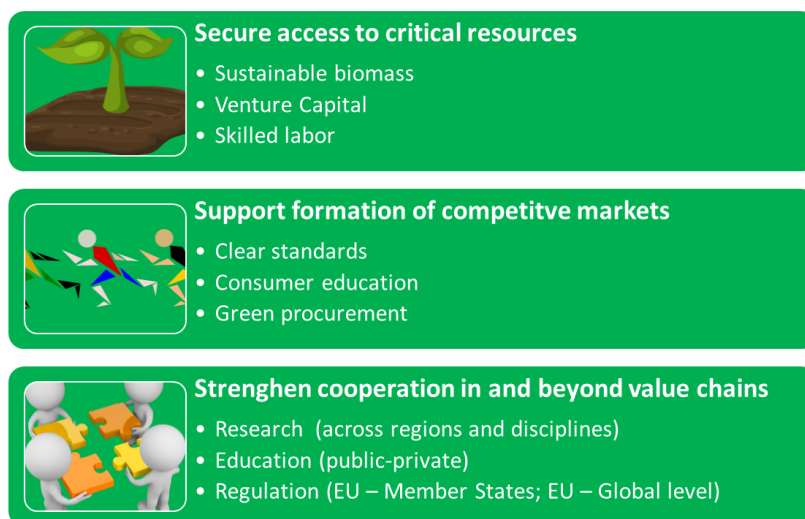 Secure access to critical resources
• Sustainable biomass
• Venture Capital
• Skilled labor
Support formation of competitve markets
• Clear standards
• Consumer education
• Green procurement
Strenghen cooperation in and beyond value chains
• Research (across regions and disciplines)
• Education (public-private)
• Regulation (EU – Member States; EU – Global level)